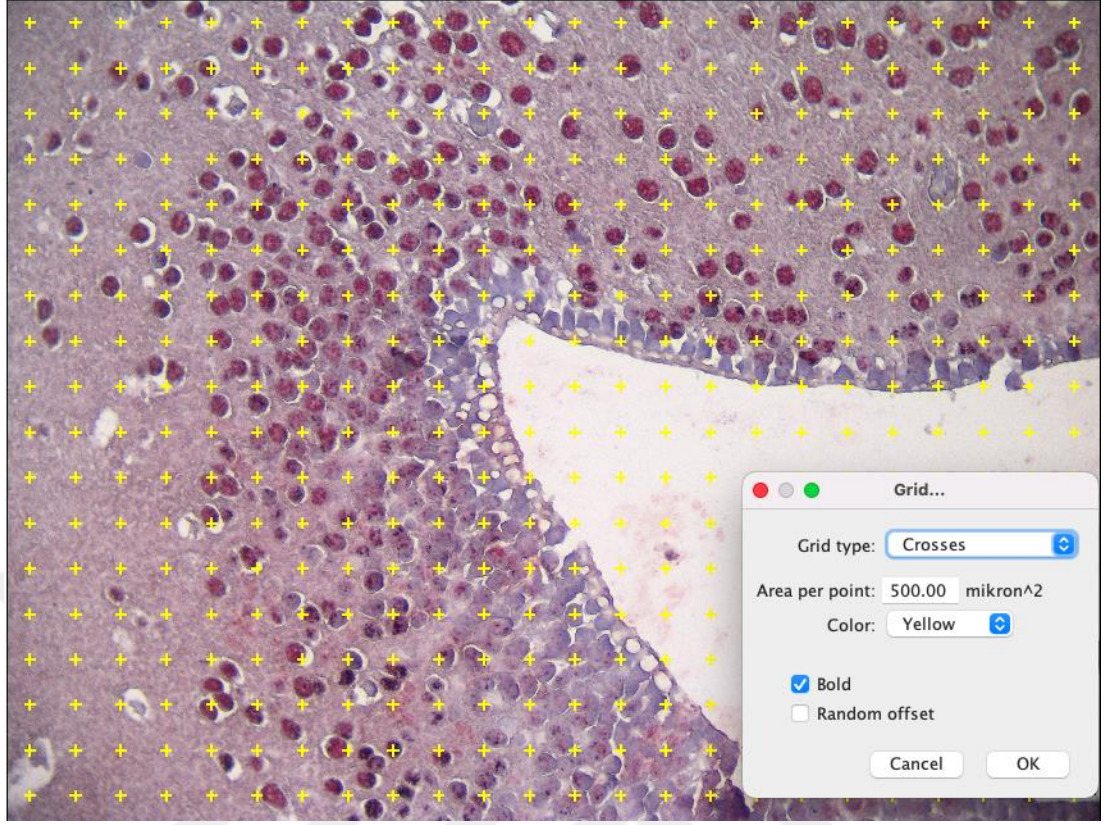 Grid...
Grid type: Crosses
Area per point: 500.00 mikron^2
Color: Yellow
Bold
Random offset
Cancel OK